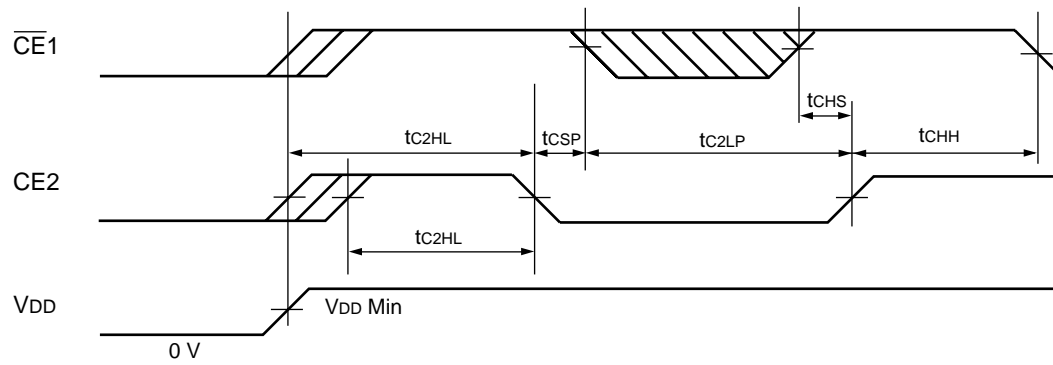 CE1
tCHS
tC2HL
tCSP
tC2LP
tCHH
CE2
tC2HL
VDD
VDD Min
0 V